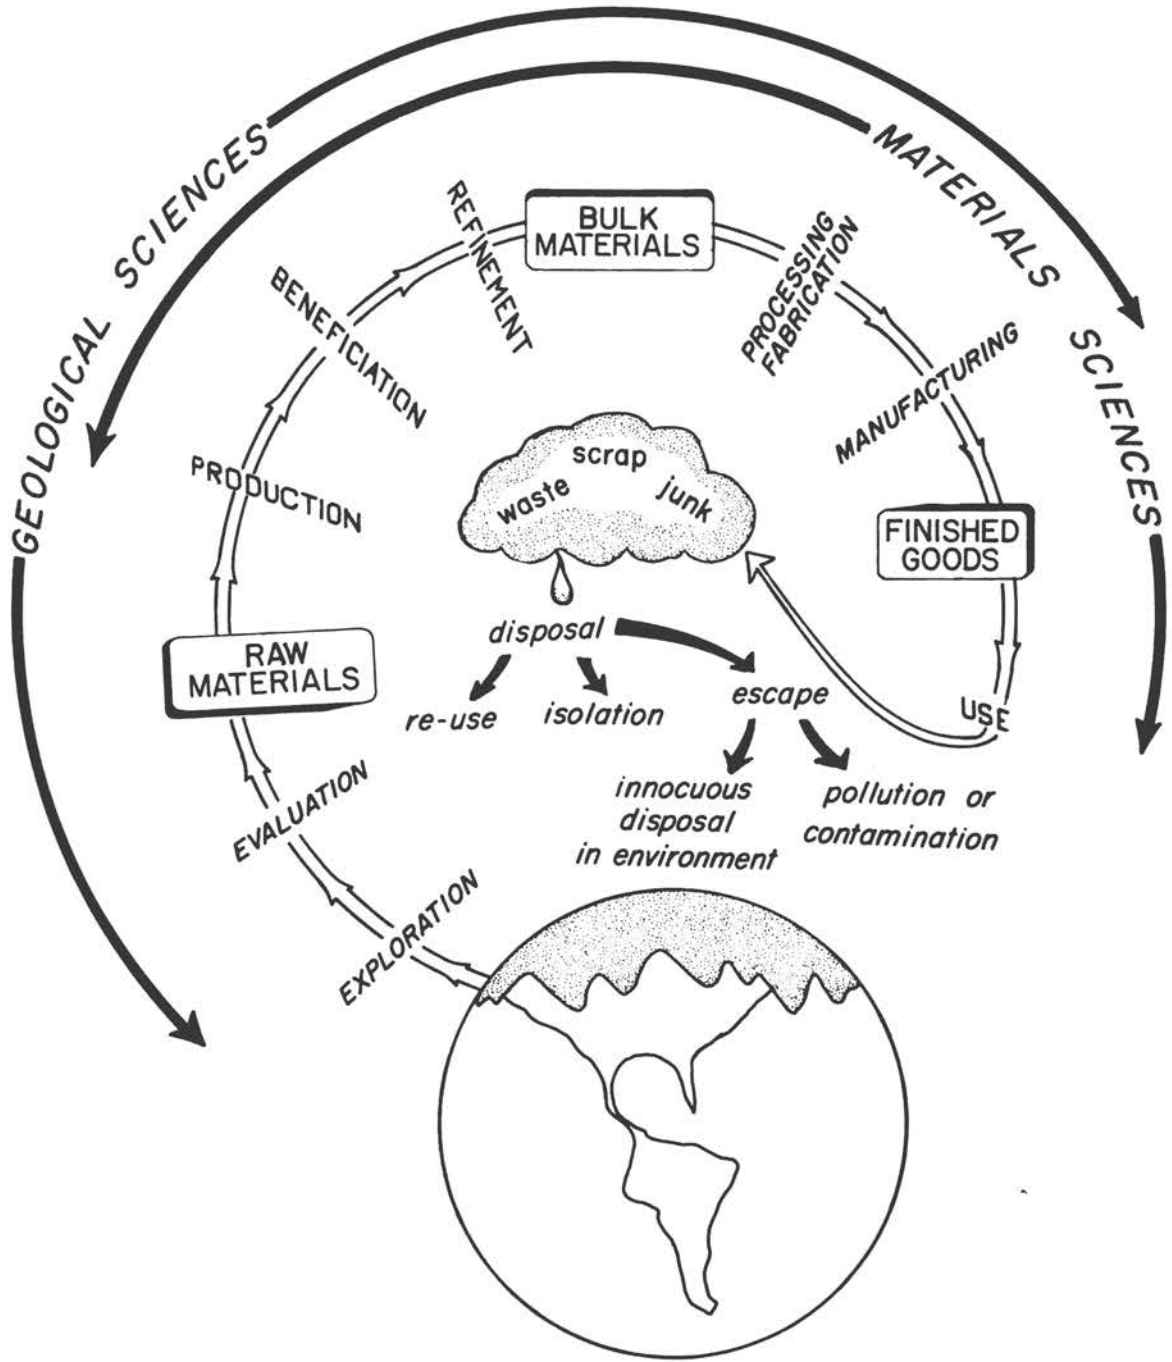 GEOLOGICAL SCIENCES
MATERIALS SCIENCES
EXPLORATION
EVALUATION
RAW
MATERIALS
PRODUCTION
BENEFICIATION
REFINEMENT
BULK
MATERIALS
PROCESSING
FABRICATION
MANUFACTURING
FINISHED
GOODS
USE
waste scrap junk
disposal
re-use
isolation
escape
innocuous
disposal
in environment
pollution or
contamination